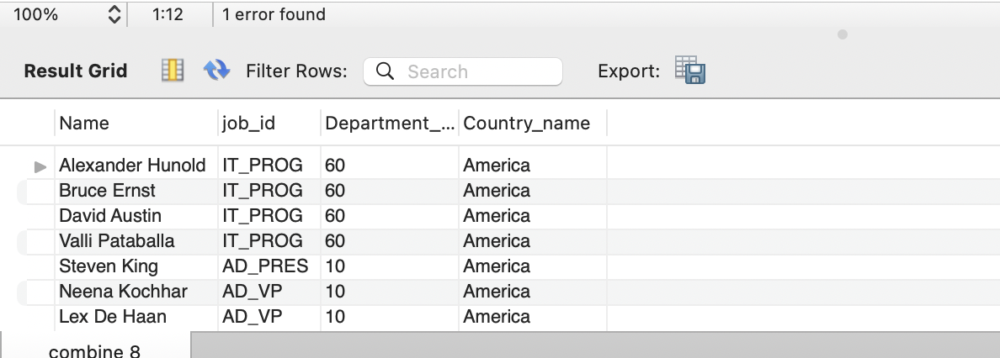 100% 1:12 1 error found
Result Grid Filter Rows: Search Export:
Name job_id Department_... Country_name
Alexander Hunold IT_PROG 60 America
Bruce Ernst IT_PROG 60 America
David Austin IT_PROG 60 America
Valli Pataballa IT_PROG 60 America
Steven King AD_PRES 10 America
Neena Kochhar AD_VP 10 America
Lex De Haan AD_VP 10 America
combine 8